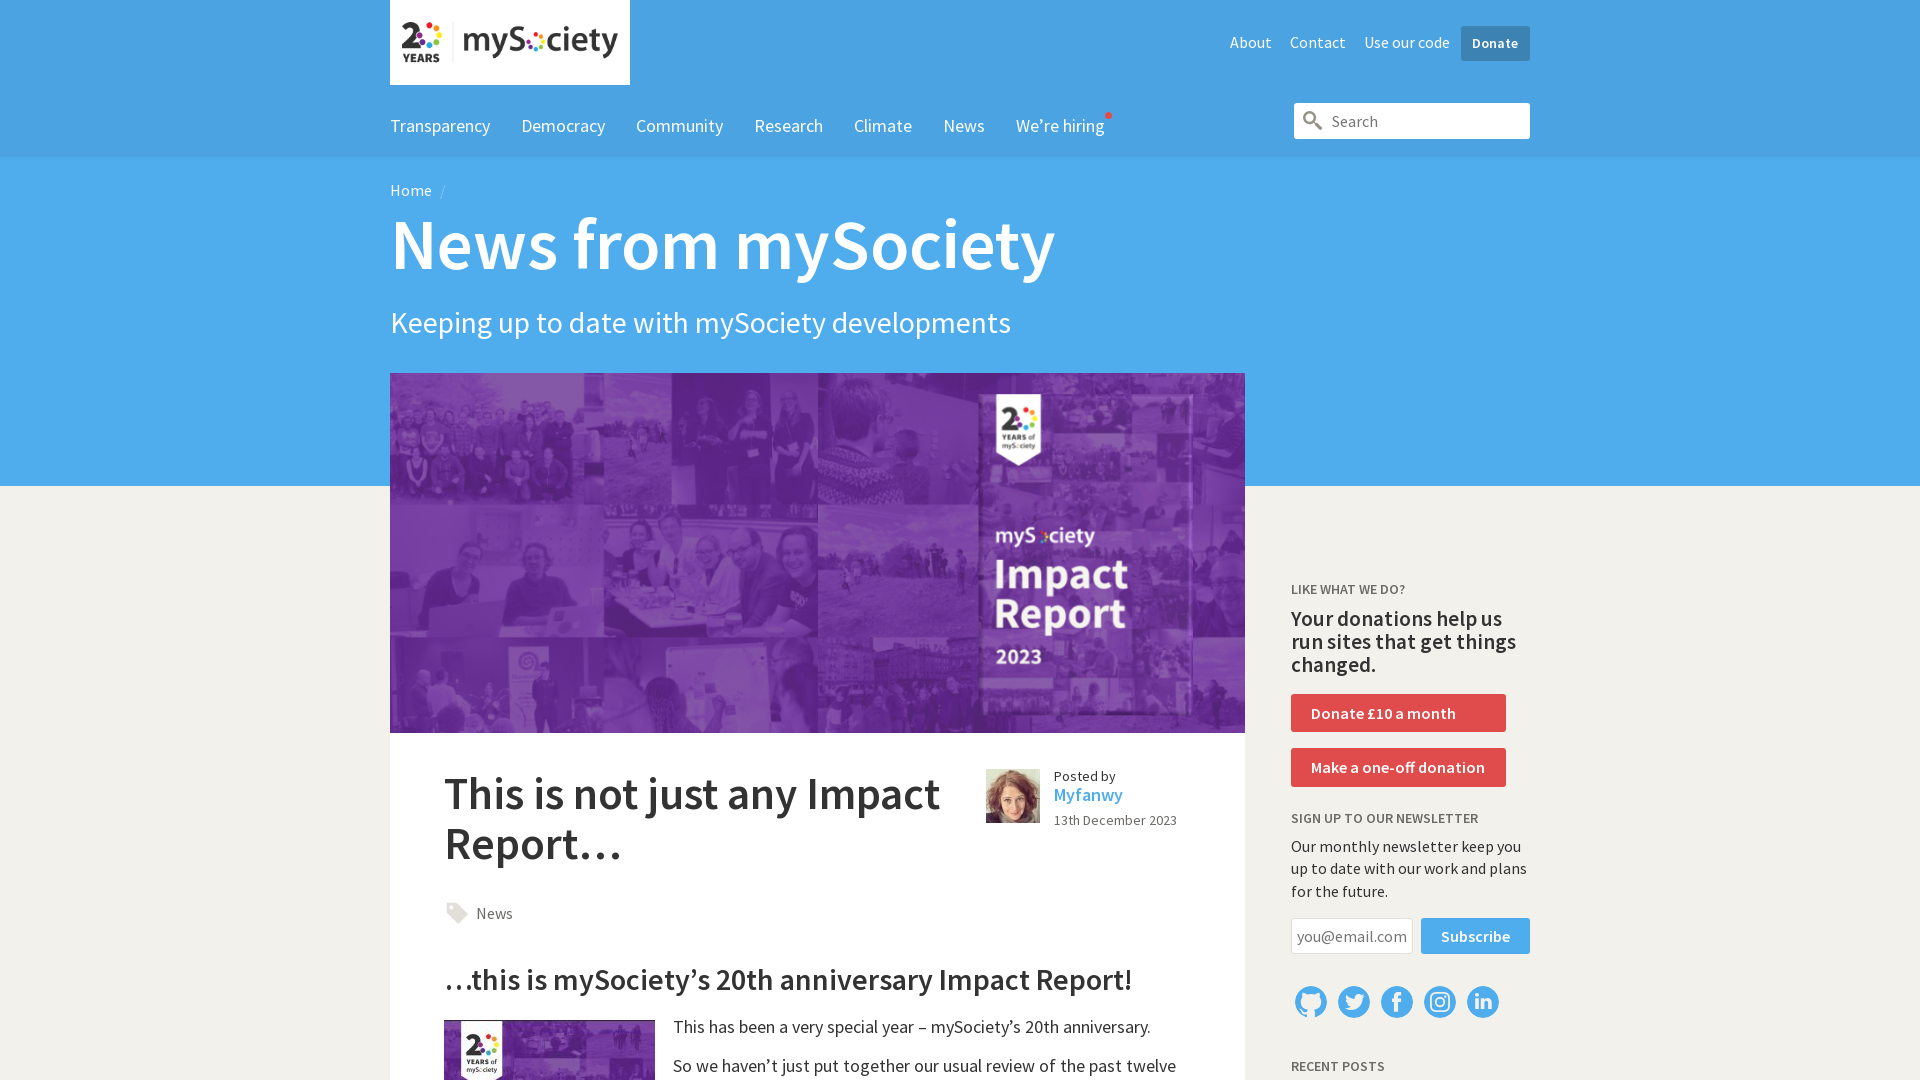 20 YEARS mySociety
About Contact Use our code Donate
Transparency Democracy Community Research Climate News We’re hiring
Search
Home /
News from mySociety
Keeping up to date with mySociety developments
20
YEARS of
mySociety
mySociety
Impact
Report
2023
This is not just any Impact
Report…
Posted by
Myfanwy
13th December 2023
News
…this is mySociety’s 20th anniversary Impact Report!
20
YEARS of
mySociety
This has been a very special year – mySociety’s 20th anniversary.
So we haven’t just put together our usual review of the past twelve
LIKE WHAT WE DO?
Your donations help us
run sites that get things
changed.
Donate £10 a month
Make a one-off donation
SIGN UP TO OUR NEWSLETTER
Our monthly newsletter keep you
up to date with our work and plans
for the future.
you@email.com Subscribe
RECENT POSTS